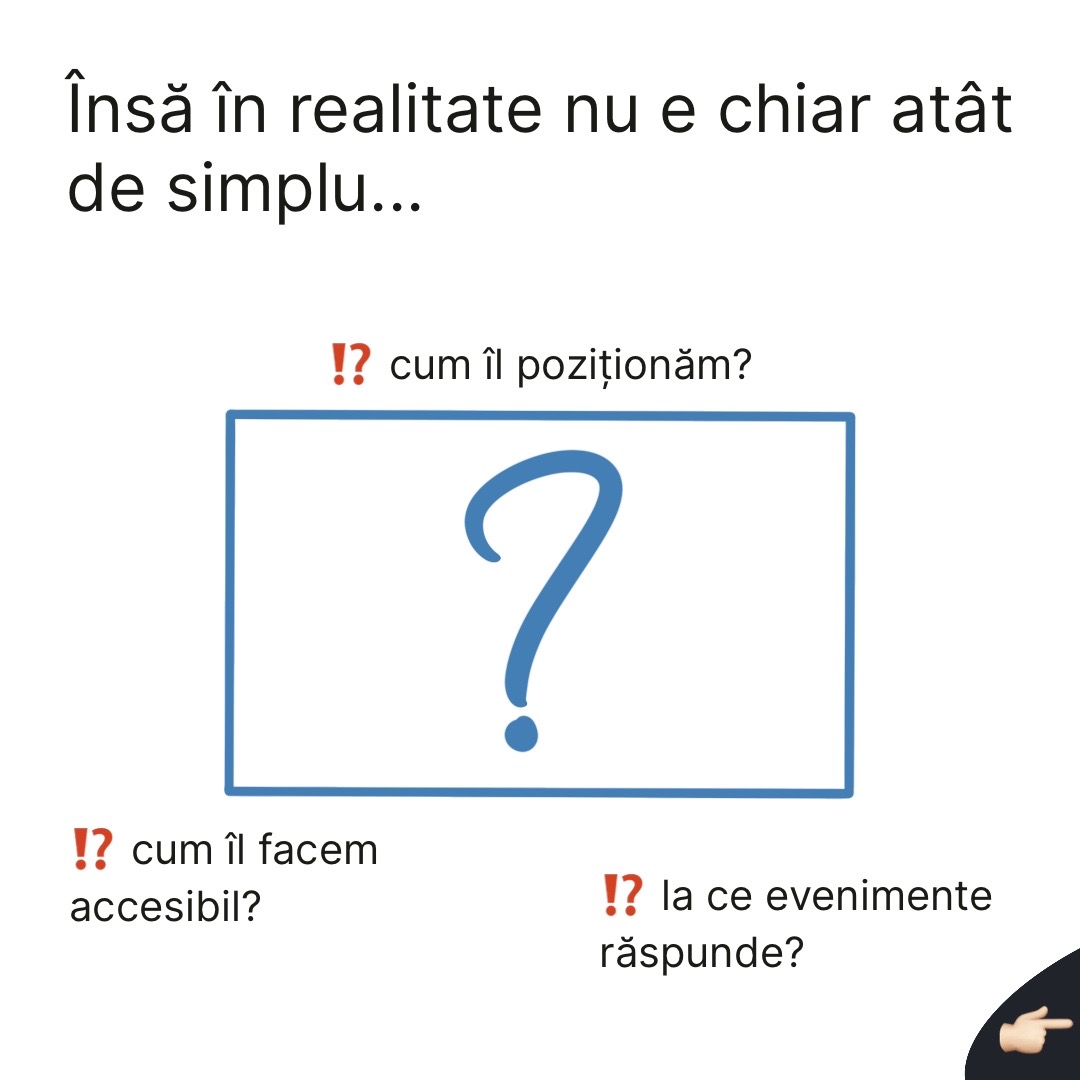 Însă în realitate nu e chiar atât
de simplu...
⁉️ cum îl poziționăm?
?
⁉️ cum îl facem
accesibil?
⁉️ la ce evenimente
răspunde?